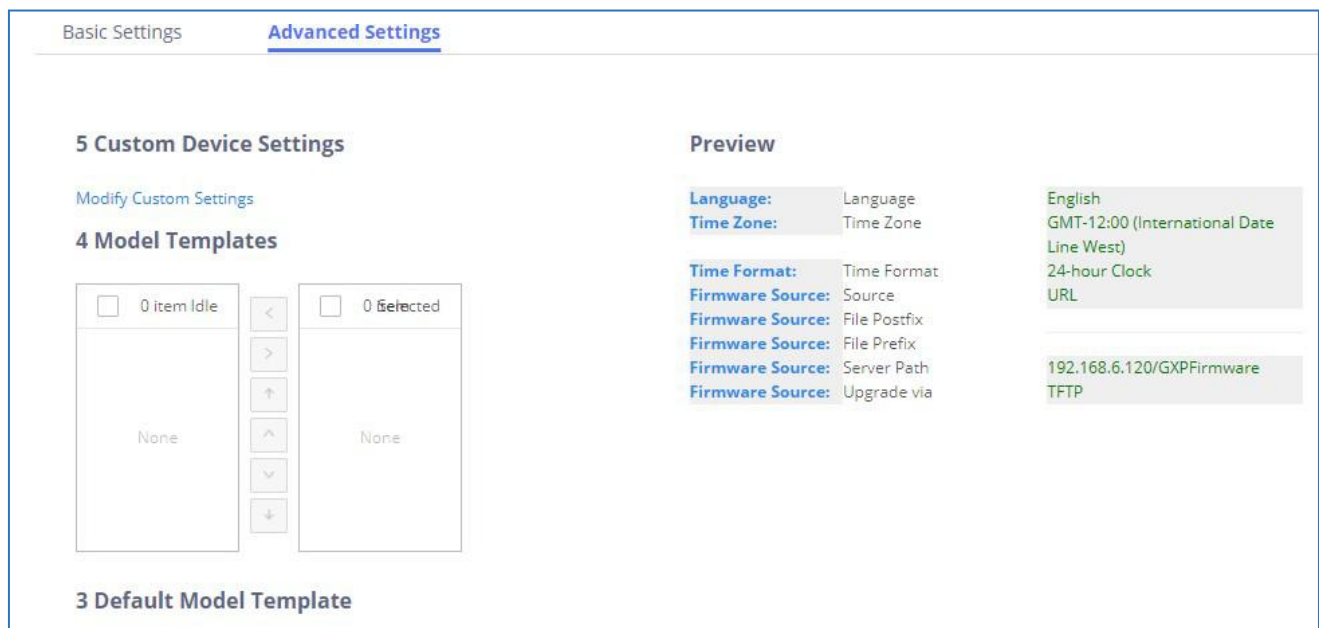 Basic Settings Advanced Settings
5 Custom Device Settings
Modify Custom Settings
4 Model Templates
0 item Idle
None
0 Selected
None
3 Default Model Template
Preview
Language: Language English
Time Zone: Time Zone GMT-12:00 (International Date
Line West)
Time Format: Time Format 24-hour Clock
Firmware Source: Source URL
Firmware Source: File Postfix
Firmware Source: File Prefix
Firmware Source: Server Path 192.168.6.120/GXPFirmware
Firmware Source: Upgrade via TFTP